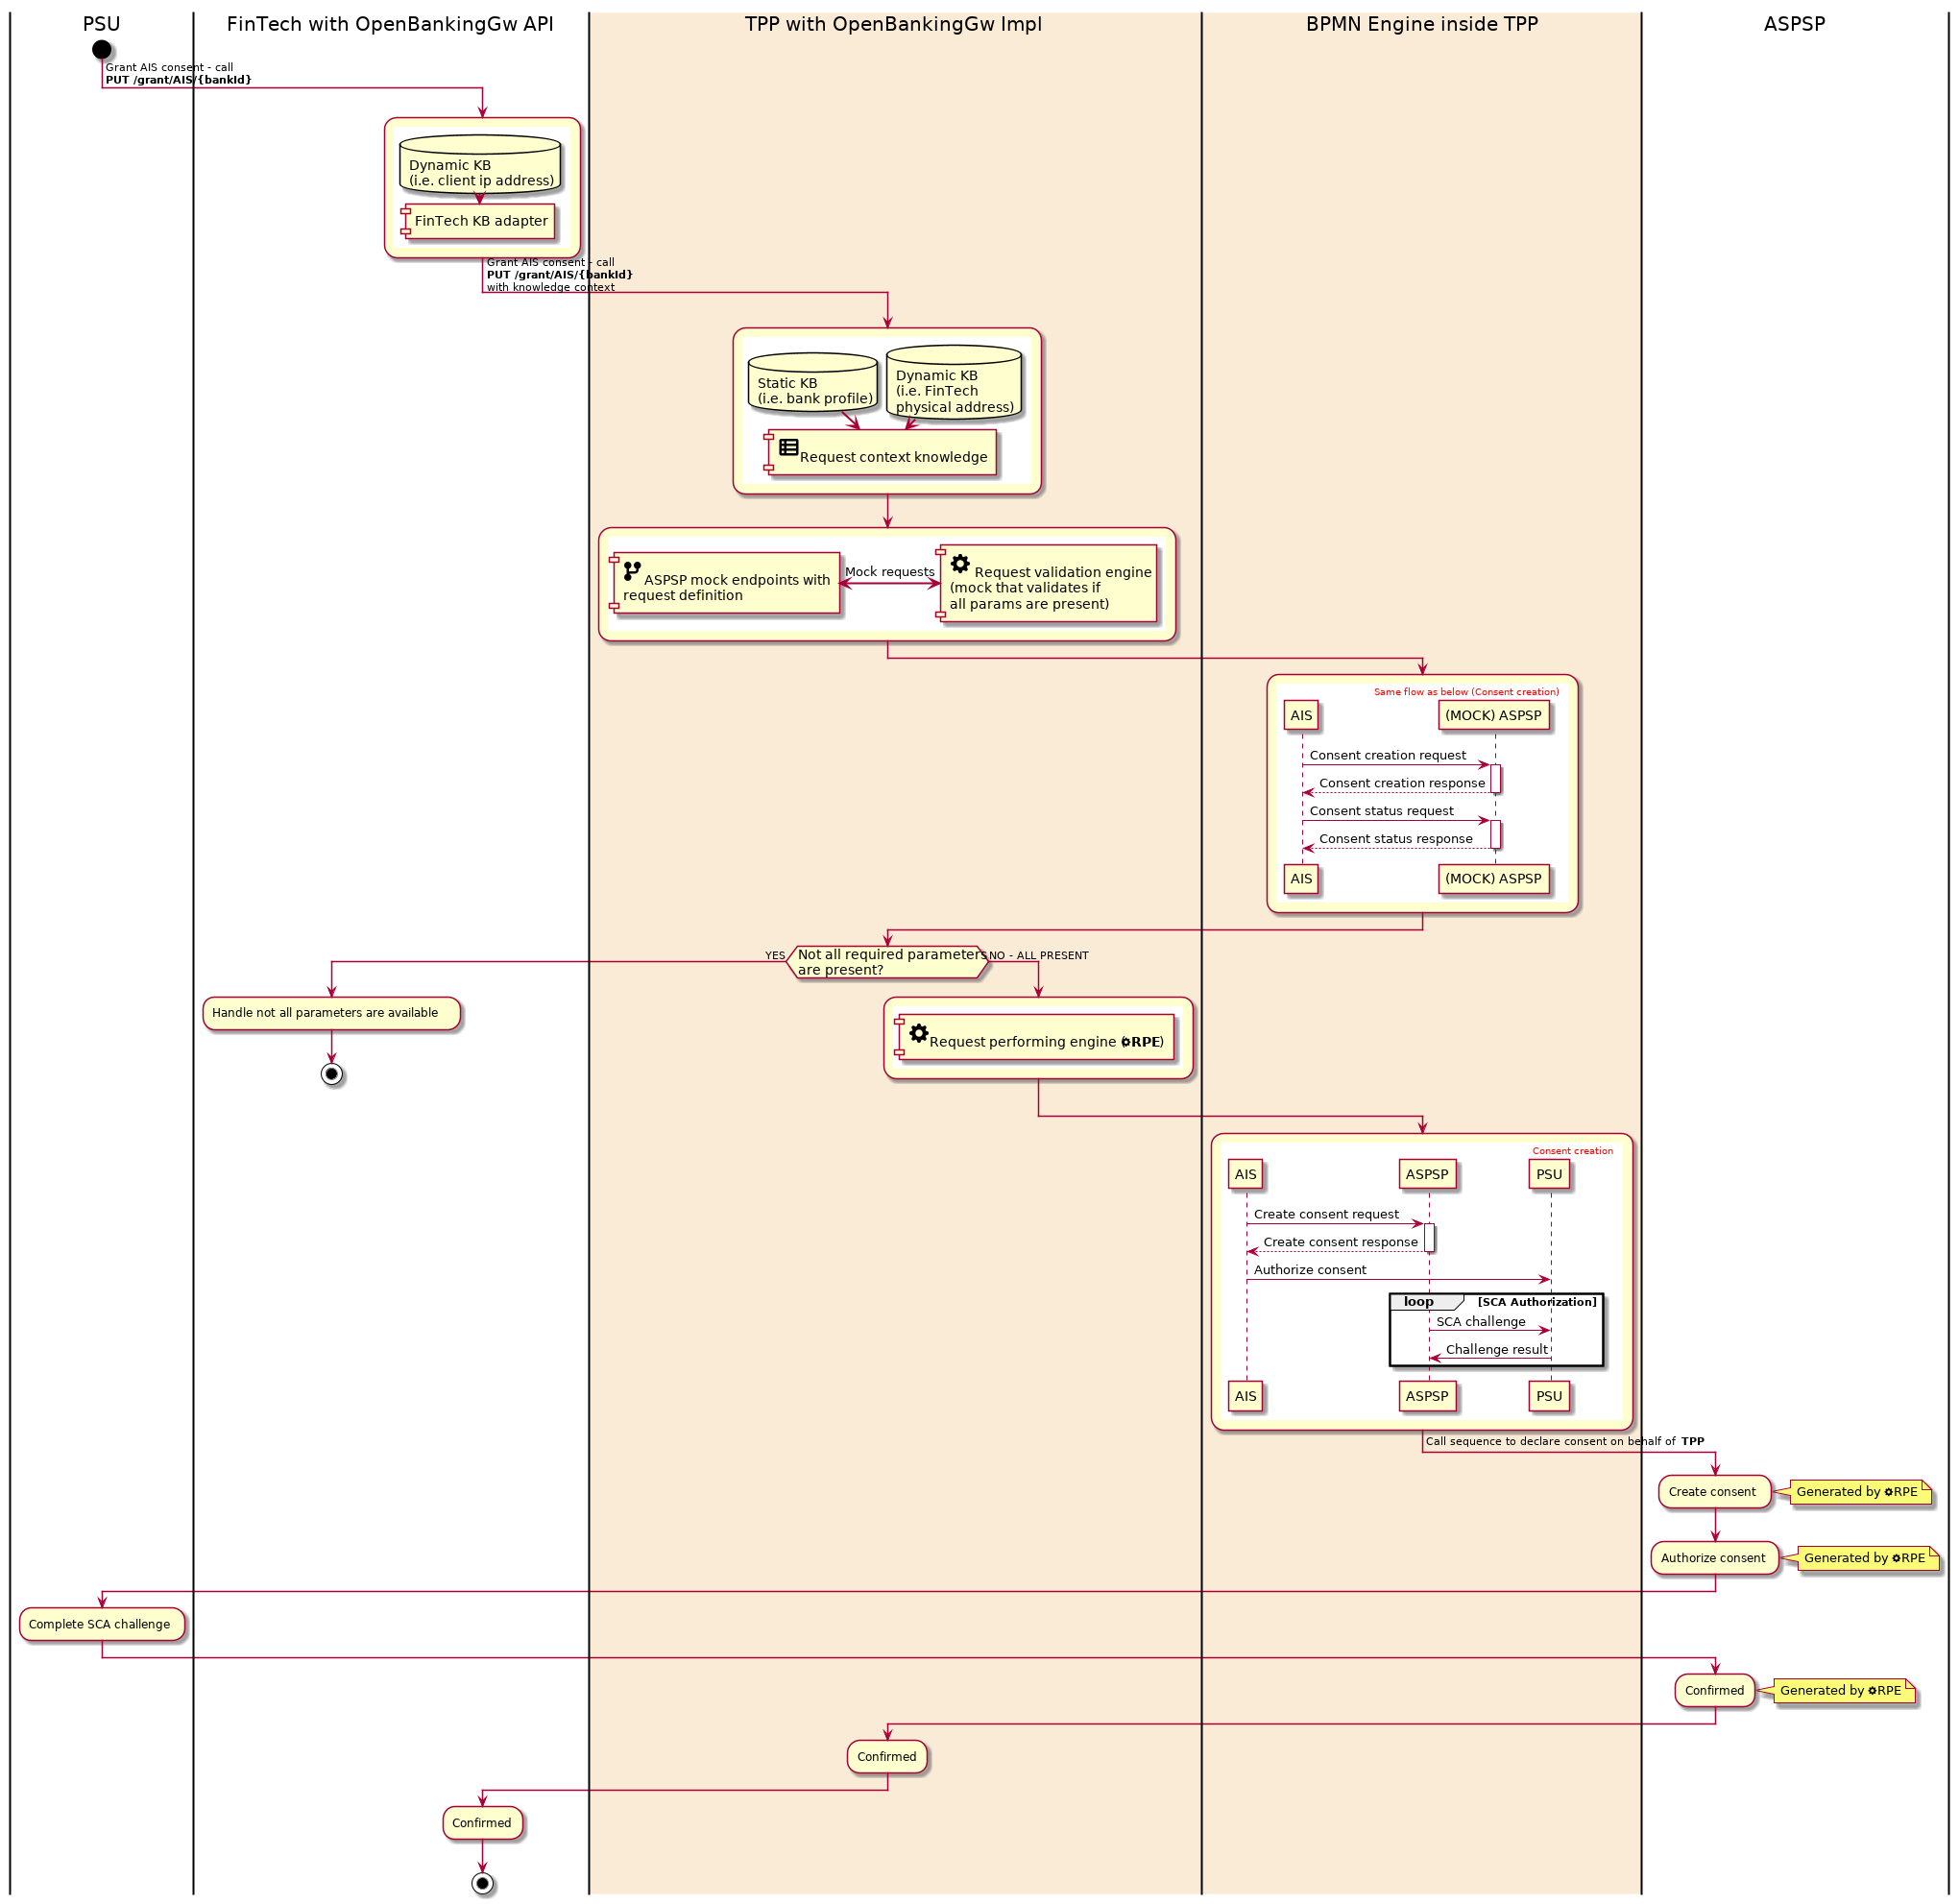 PSU
FinTech with OpenBankingGw API
TPP with OpenBankingGw Impl
BPMN Engine inside TPP
ASPSP
Grant AIS consent - call
PUT /grant/AIS/{bankId}
Dynamic KB
(i.e. client ip address)
FinTech KB adapter
Grant AIS consent - call
PUT /grant/AIS/{bankId}
with knowledge context
Static KB
(i.e. bank profile)
Dynamic KB
(i.e. FinTech
physical address)
Request context knowledge
ASPSP mock endpoints with
request definition
Mock requests
Request validation engine
(mock that validates if
all params are present)
Same flow as below (Consent creation)
AIS
(MOCK) ASPSP
Consent creation request
Consent creation response
Consent status request
Consent status response
AIS
(MOCK) ASPSP
YES
Not all required parameters
are present?
NO - ALL PRESENT
Handle not all parameters are available
Request performing engine (RPE)
Consent creation
AIS
ASPSP
PSU
Create consent request
Create consent response
Authorize consent
loop
[SCA Authorization]
SCA challenge
Challenge result
AIS
ASPSP
PSU
Call sequence to declare consent on behalf of TPP
Create consent
Generated by RPE
Authorize consent
Generated by RPE
Complete SCA challenge
Confirmed
Generated by RPE
Confirmed
Confirmed